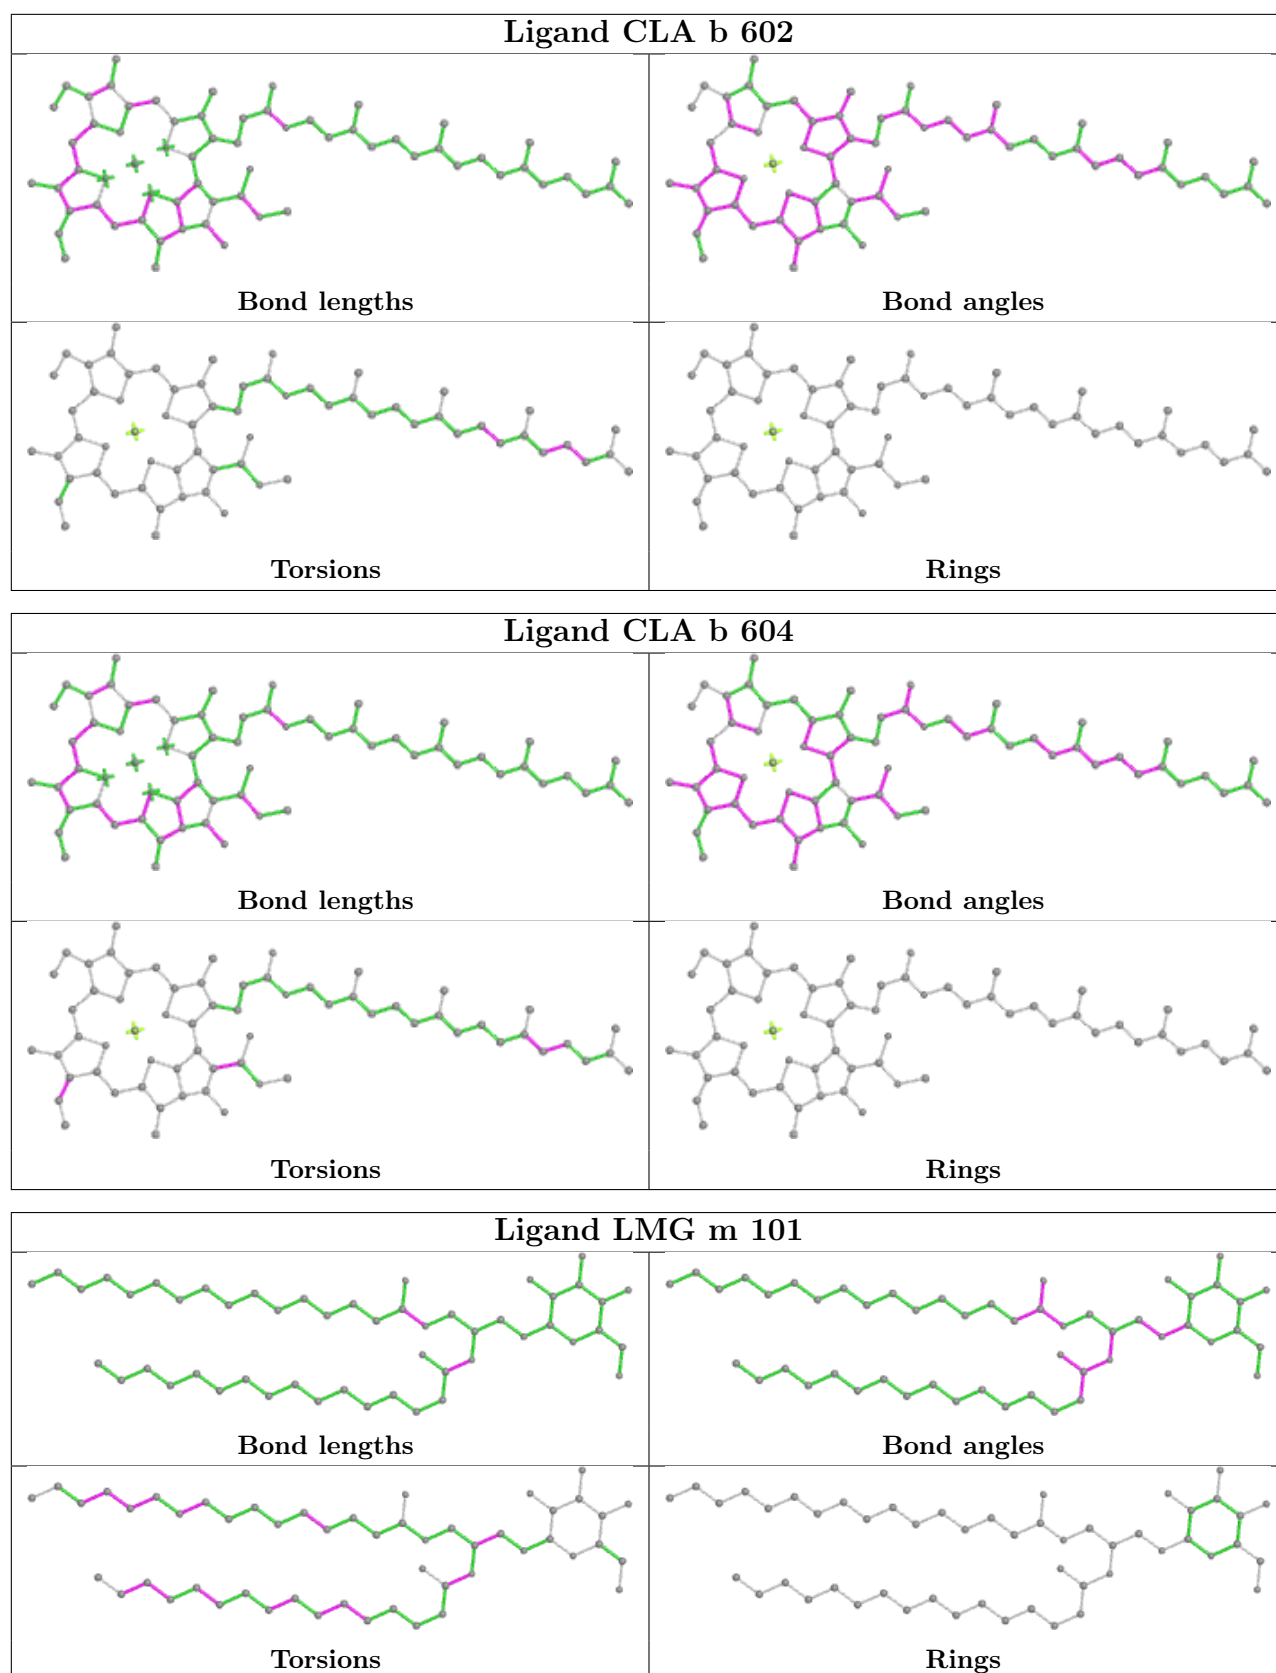 Ligand CLA b 602
Bond lengths
Bond angles
Torsions
Rings
Ligand CLA b 604
Bond lengths
Bond angles
Torsions
Rings
Ligand LMG m 101
Bond lengths
Bond angles
Torsions
Rings